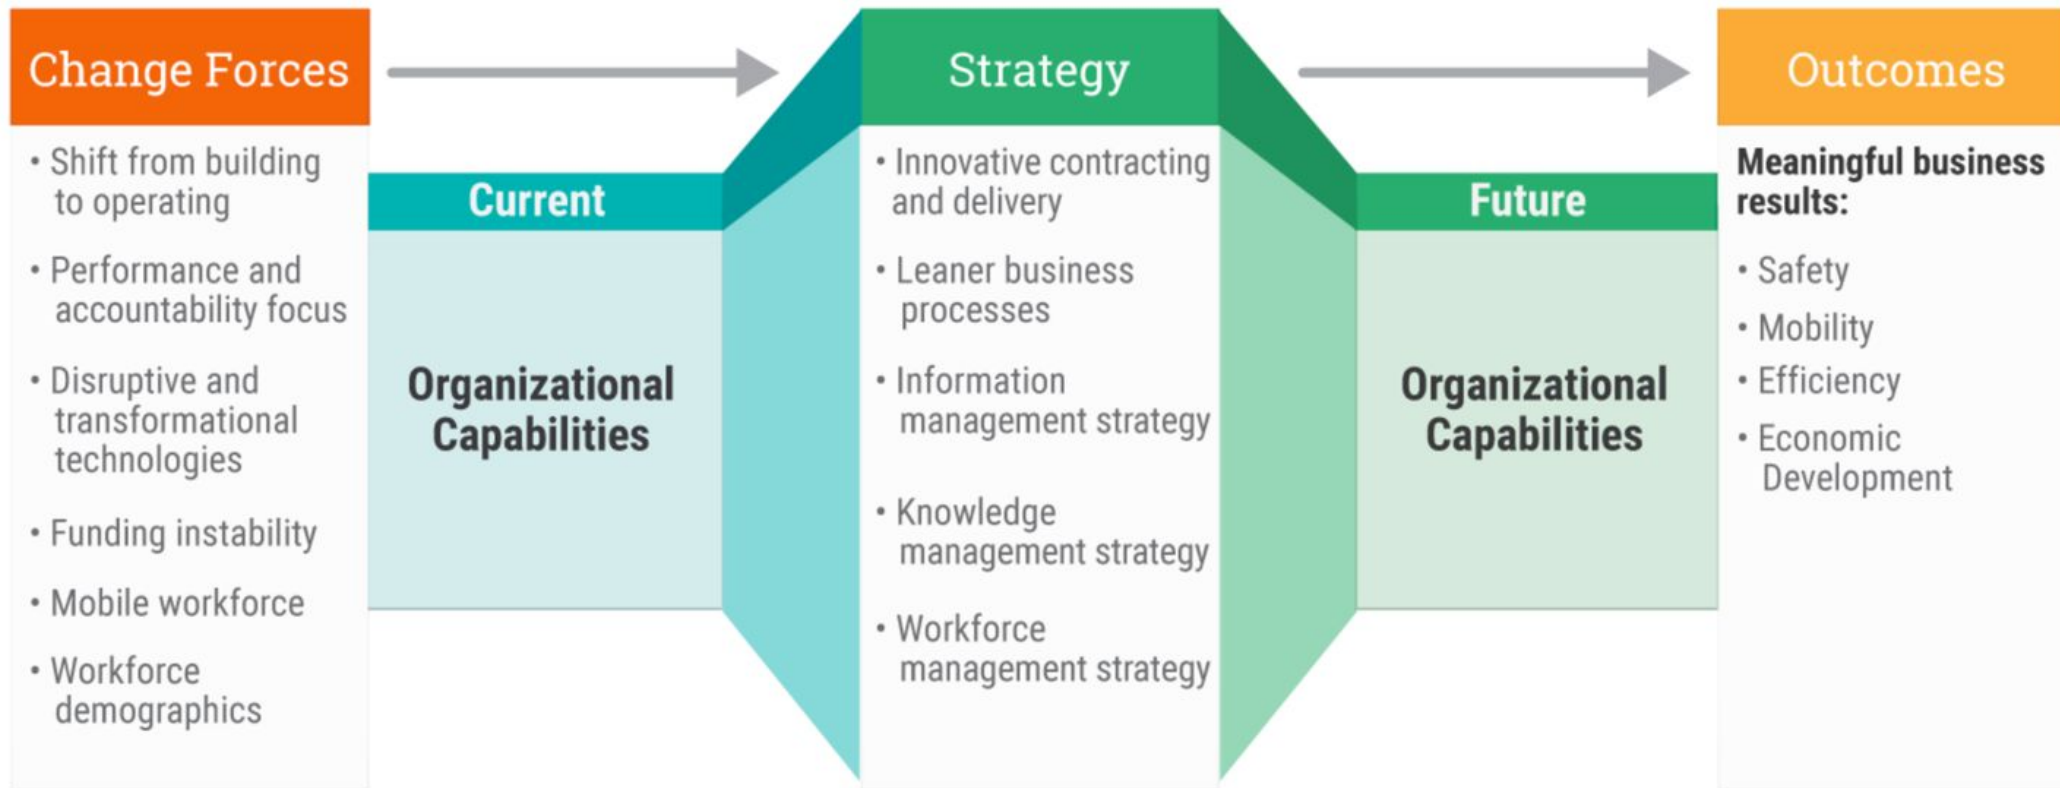 Change Forces
• Shift from building
to operating
• Performance and
accountability focus
• Disruptive and
transformational
technologies
• Funding instability
• Mobile workforce
• Workforce
demographics
Current
Organizational
Capabilities
Strategy
• Innovative contracting
and delivery
• Leaner business
processes
• Information
management strategy
• Knowledge
management strategy
• Workforce
management strategy
Future
Organizational
Capabilities
Outcomes
Meaningful business
results:
• Safety
• Mobility
• Efficiency
• Economic
Development